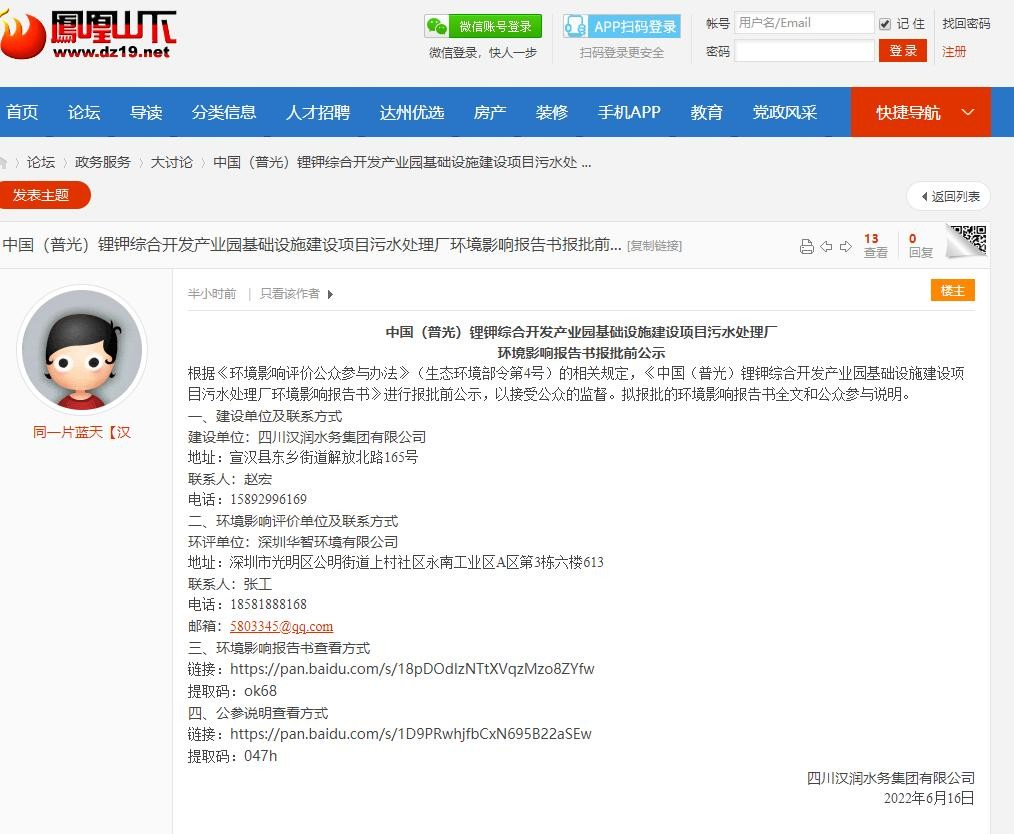 鳳凰山下
www.dz19.net
微信账号登录
微信登录，快人一步
APP扫码登录
扫码登录更安全
帐号 用户名/Email 记住 找回密码
密码 登录 注册
首页 论坛 导读 分类信息 人才招聘 达州优选 房产 装修 手机APP 教育 党政风采 快捷导航
论坛 政务服务 大讨论 中国（普光）锂钾综合开发产业园基础设施建设项目污水处 ...
发表主题
返回列表
中国（普光）锂钾综合开发产业园基础设施建设项目污水处理厂环境影响报告书报批前... [复制链接]
13 查看
0 回复
同一片蓝天【汉
半小时前 | 只看该作者
楼主
中国（普光）锂钾综合开发产业园基础设施建设项目污水处理厂
环境影响报告书报批前公示
根据《环境影响评价公众参与办法》（生态环境部令第4号）的相关规定，《中国（普光）锂钾综合开发产业园基础设施建设项
目污水处理厂环境影响报告书》进行报批前公示，以接受公众的监督。拟报批的环境影响报告书全文和公众参与说明。
一、建设单位及联系方式
建设单位：四川汉润水务集团有限公司
地址：宣汉县东乡街道解放北路165号
联系人：赵宏
电话：15892996169
二、环境影响评价单位及联系方式
环评单位：深圳华智环境有限公司
地址：深圳市光明区公明街道上村社区永南工业区A区第3栋六楼613
联系人：张工
电话：18581888168
邮箱：5803345@qq.com
三、环境影响报告书查看方式
链接：https://pan.baidu.com/s/18pDOdlzNTtXVqzMzo8ZYfw
提取码：ok68
四、公参说明查看方式
链接：https://pan.baidu.com/s/1D9PRwhjfbCxN695B22aSEw
提取码：047h
四川汉润水务集团有限公司
2022年6月16日